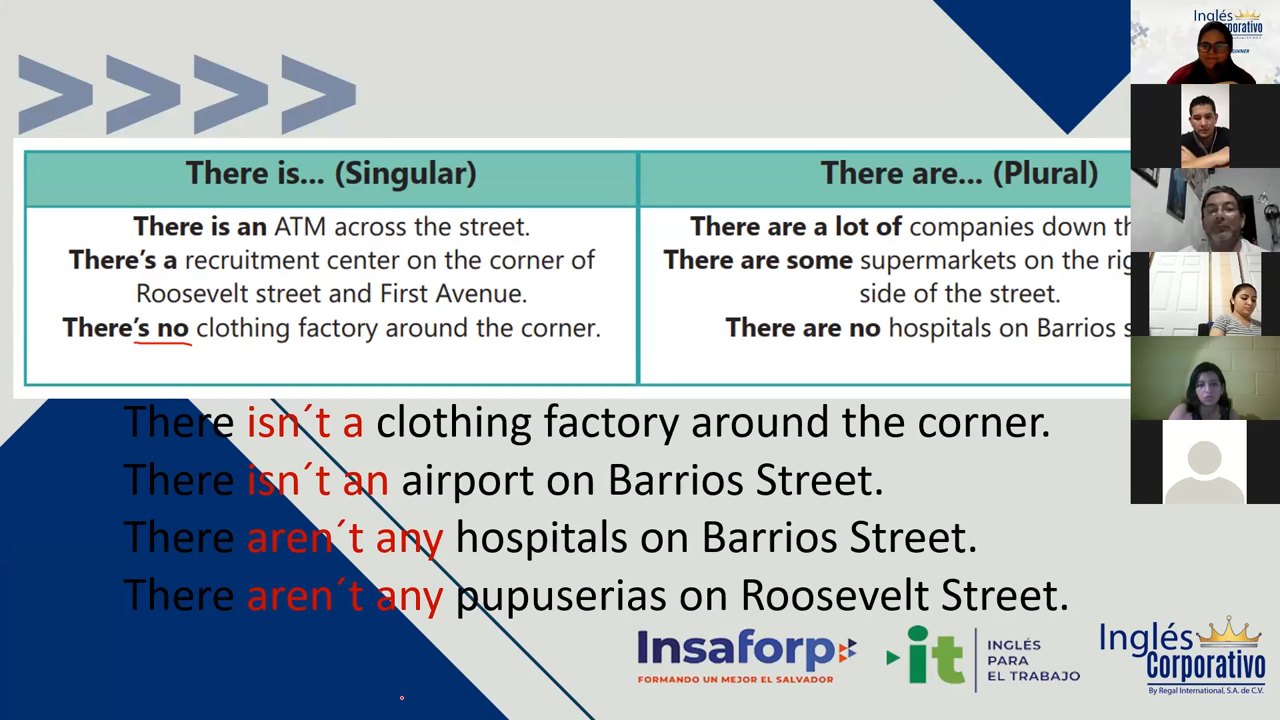 >>>>
There is... (Singular)
There is an ATM across the street.
There's a recruitment center on the corner of
Roosevelt street and First Avenue.
There's no clothing factory around the corner.
There are... (Plural)
There are a lot of companies down
There are some supermarkets on the
side of the street.
There are no hospitals on Barrios
There isn´t a clothing factory around the corner.
There isn´t an airport on Barrios Street.
There aren´t any hospitals on Barrios Street.
There aren´t any pupuserias on Roosevelt Street.
Insaforp
FORMANDO UN MEJOR EL SALVADOR
it
INGLÉS
PARA
EL TRABAJO
Inglés
Corporativo
By Regal International, S.A. de C.V.
Inglés